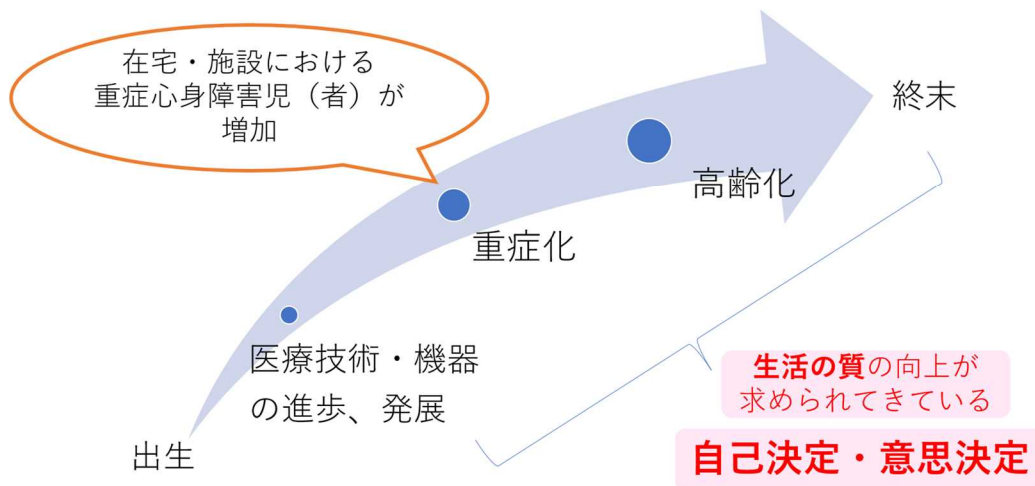 在宅・施設における
重症心身障害児（者）が
増加
終末
高齢化
重症化
医療技術・機器
の進歩、発展
出生
生活の質の向上が
求められてきている
自己決定・意思決定